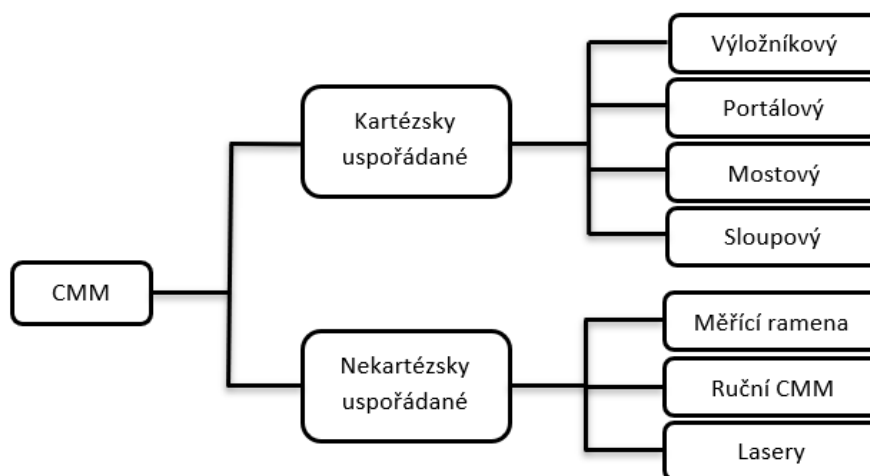 CMM
Kartézsky
uspořádané
Výložníkový
Portálový
Mostový
Sloupový
Nekartézsky
uspořádané
Měřící ramena
Ruční CMM
Lasery